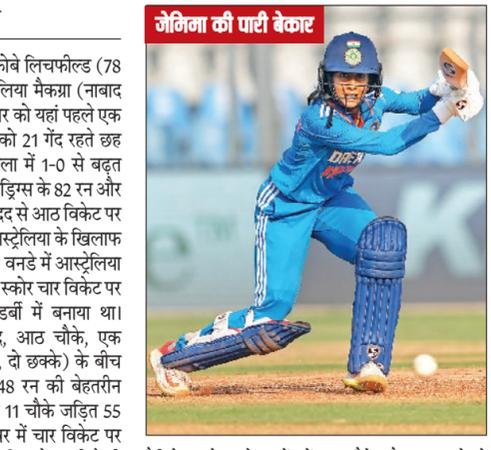 जेमिमा की पारी बेकार
फोबे लिचफील्ड (78
लिया मैकग्रा (नाबाद
र को यहां पहले एक
को 21 गेंद रहते छह
ला में 1-0 से बढ़त
ड्रिग्स के 82 रन और
दद से आठ विकेट पर
स्ट्रेलिया के खिलाफ
वनडे में आस्ट्रेलिया
स्कोर चार विकेट पर
डर्बी में बनाया था।
द, आठ चौके, एक
, दो छक्के) के बीच
48 रन की बेहतरीन
11 चौके जड़ित 55
र में चार विकेट पर
K